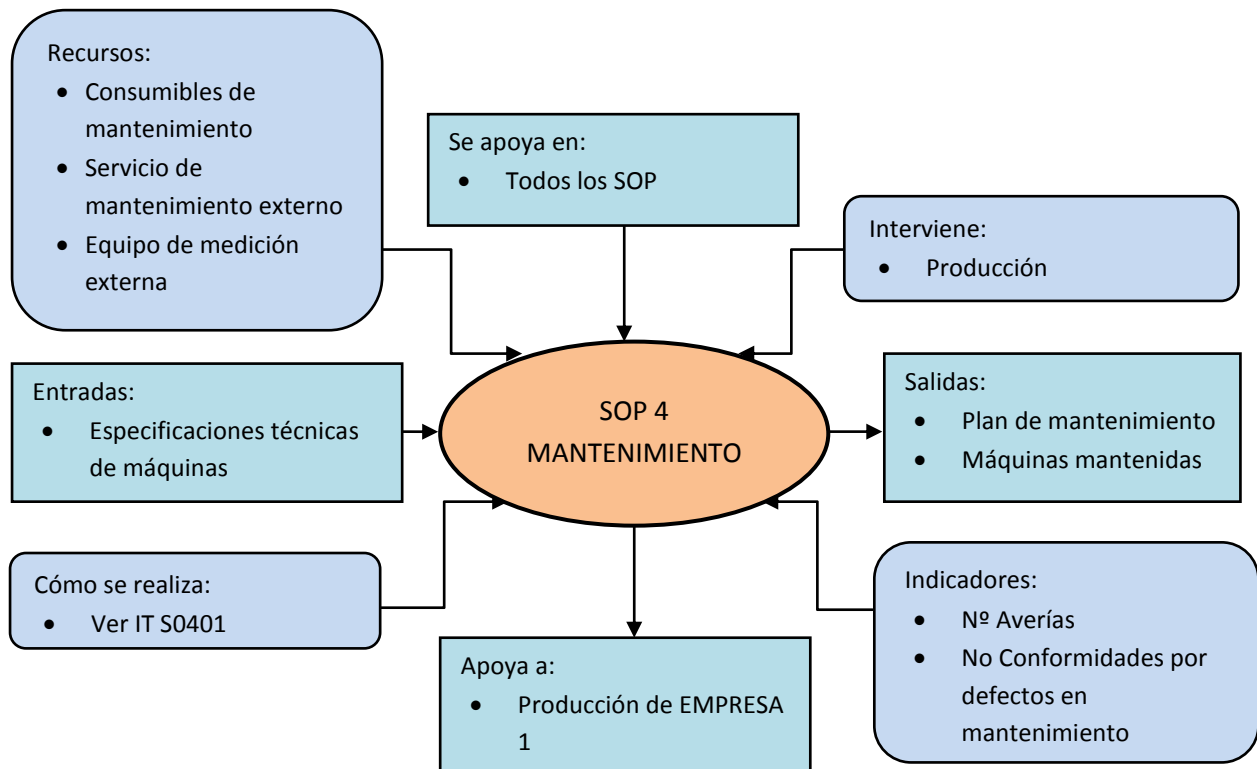 Recursos:
• Consumibles de
mantenimiento
• Servicio de
mantenimiento externo
• Equipo de medición
externa
Se apoya en:
• Todos los SOP
Interviene:
• Producción
Entradas:
• Especificaciones técnicas
de máquinas
SOP 4
MANTENIMIENTO
Salidas:
• Plan de mantenimiento
• Máquinas mantenidas
Cómo se realiza:
• Ver IT S0401
Apoya a:
• Producción de EMPRESA
1
Indicadores:
• Nº Averías
• No Conformidades por
defectos en
mantenimiento